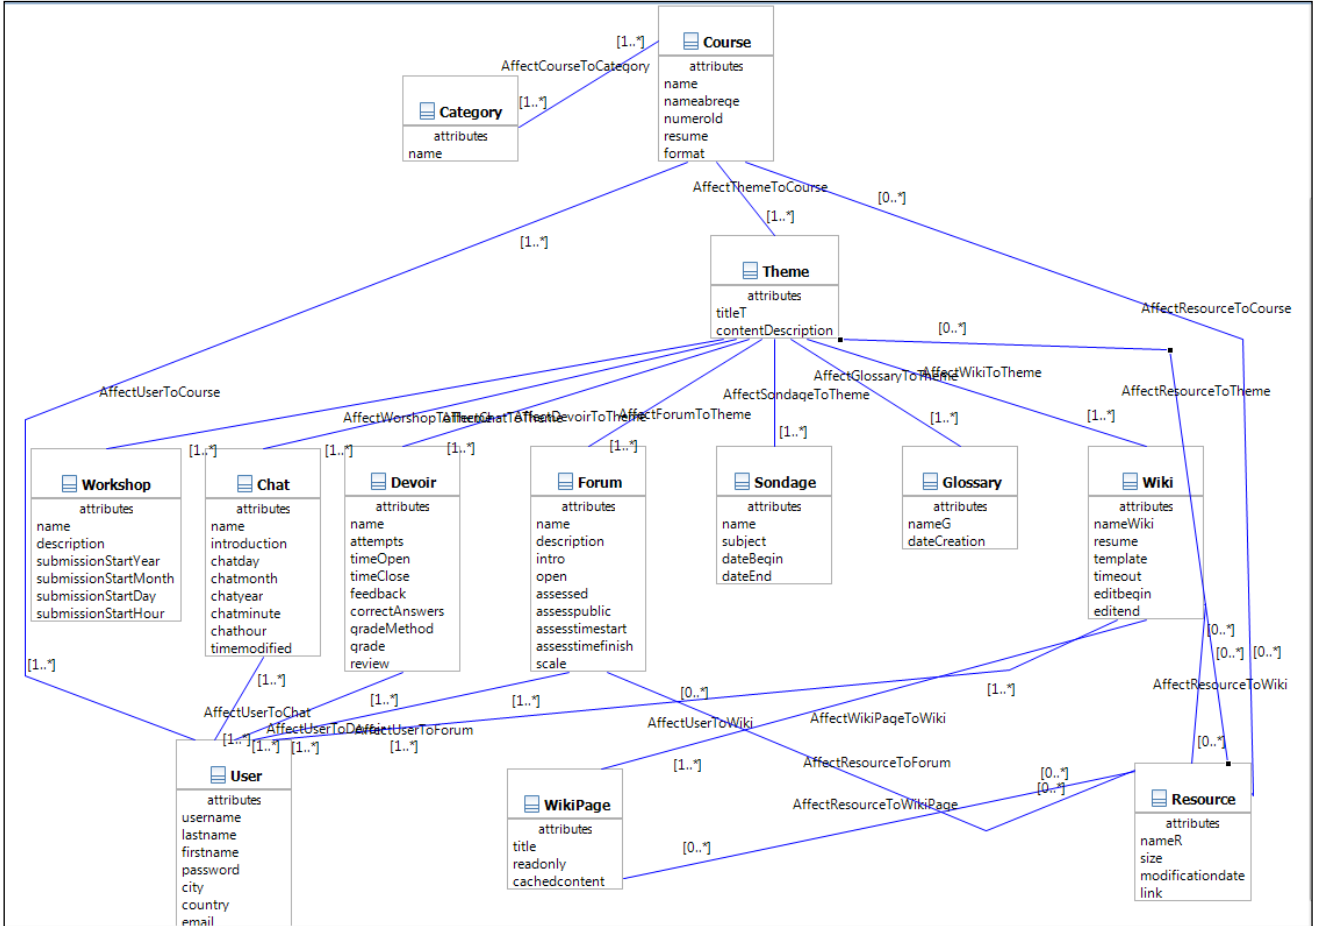 [1..*]
Course
AffectCourseToCategory
attributes
name
nameabrege
numeroId
resume
format
[1..*]
Category
attributes
name
AffectThemeToCourse
[0..*]
[1..*]
[1..*]
Theme
attributes
titleT
contentDescription
AffectResourceToCourse
[0..*]
AffectUserToCourse
AffectGlossaryToTheme
AffectWikiToTheme
AffectSondageToTheme
AffectResourceToTheme
AffectWorshopToTheme
AffectChatToTheme
AffectDevoirToTheme
AffectForumToTheme
[1..*]
[1..*]
[1..*]
[1..*]
[1..*]
[1..*]
[1..*]
Workshop
attributes
name
description
submissionStartYear
submissionStartMonth
submissionStartDay
submissionStartHour
Chat
attributes
name
introduction
chatday
chatmonth
chatyear
chatminute
chathour
timemodified
Devoir
attributes
name
attempts
timeOpen
timeClose
feedback
correctAnswers
gradeMethod
grade
review
Forum
attributes
name
description
intro
open
assessed
assesspublic
assesstimestart
assesstimefinish
scale
Sondage
attributes
name
subject
dateBegin
dateEnd
Glossary
attributes
nameG
dateCreation
Wiki
attributes
nameWiki
resume
template
timeout
editbegin
editend
[0..*]
[0..*]
[0..*]
[1..*]
[1..*]
[1..*]
[1..*]
[0..*]
[1..*]
AffectResourceToWiki
AffectUserToChat
AffectUserToDevoir
AffectUserToForum
AffectUserToWiki
AffectWikiPageToWiki
[1..*]
[1..*]
[1..*]
[1..*]
[0..*]
[1..*]
AffectResourceToForum
[0..*]
[0..*]
AffectResourceToWikiPage
[0..*]
User
attributes
username
lastname
firstname
password
city
country
email
WikiPage
attributes
title
readonly
cachedcontent
Resource
attributes
nameR
size
modificationdate
link